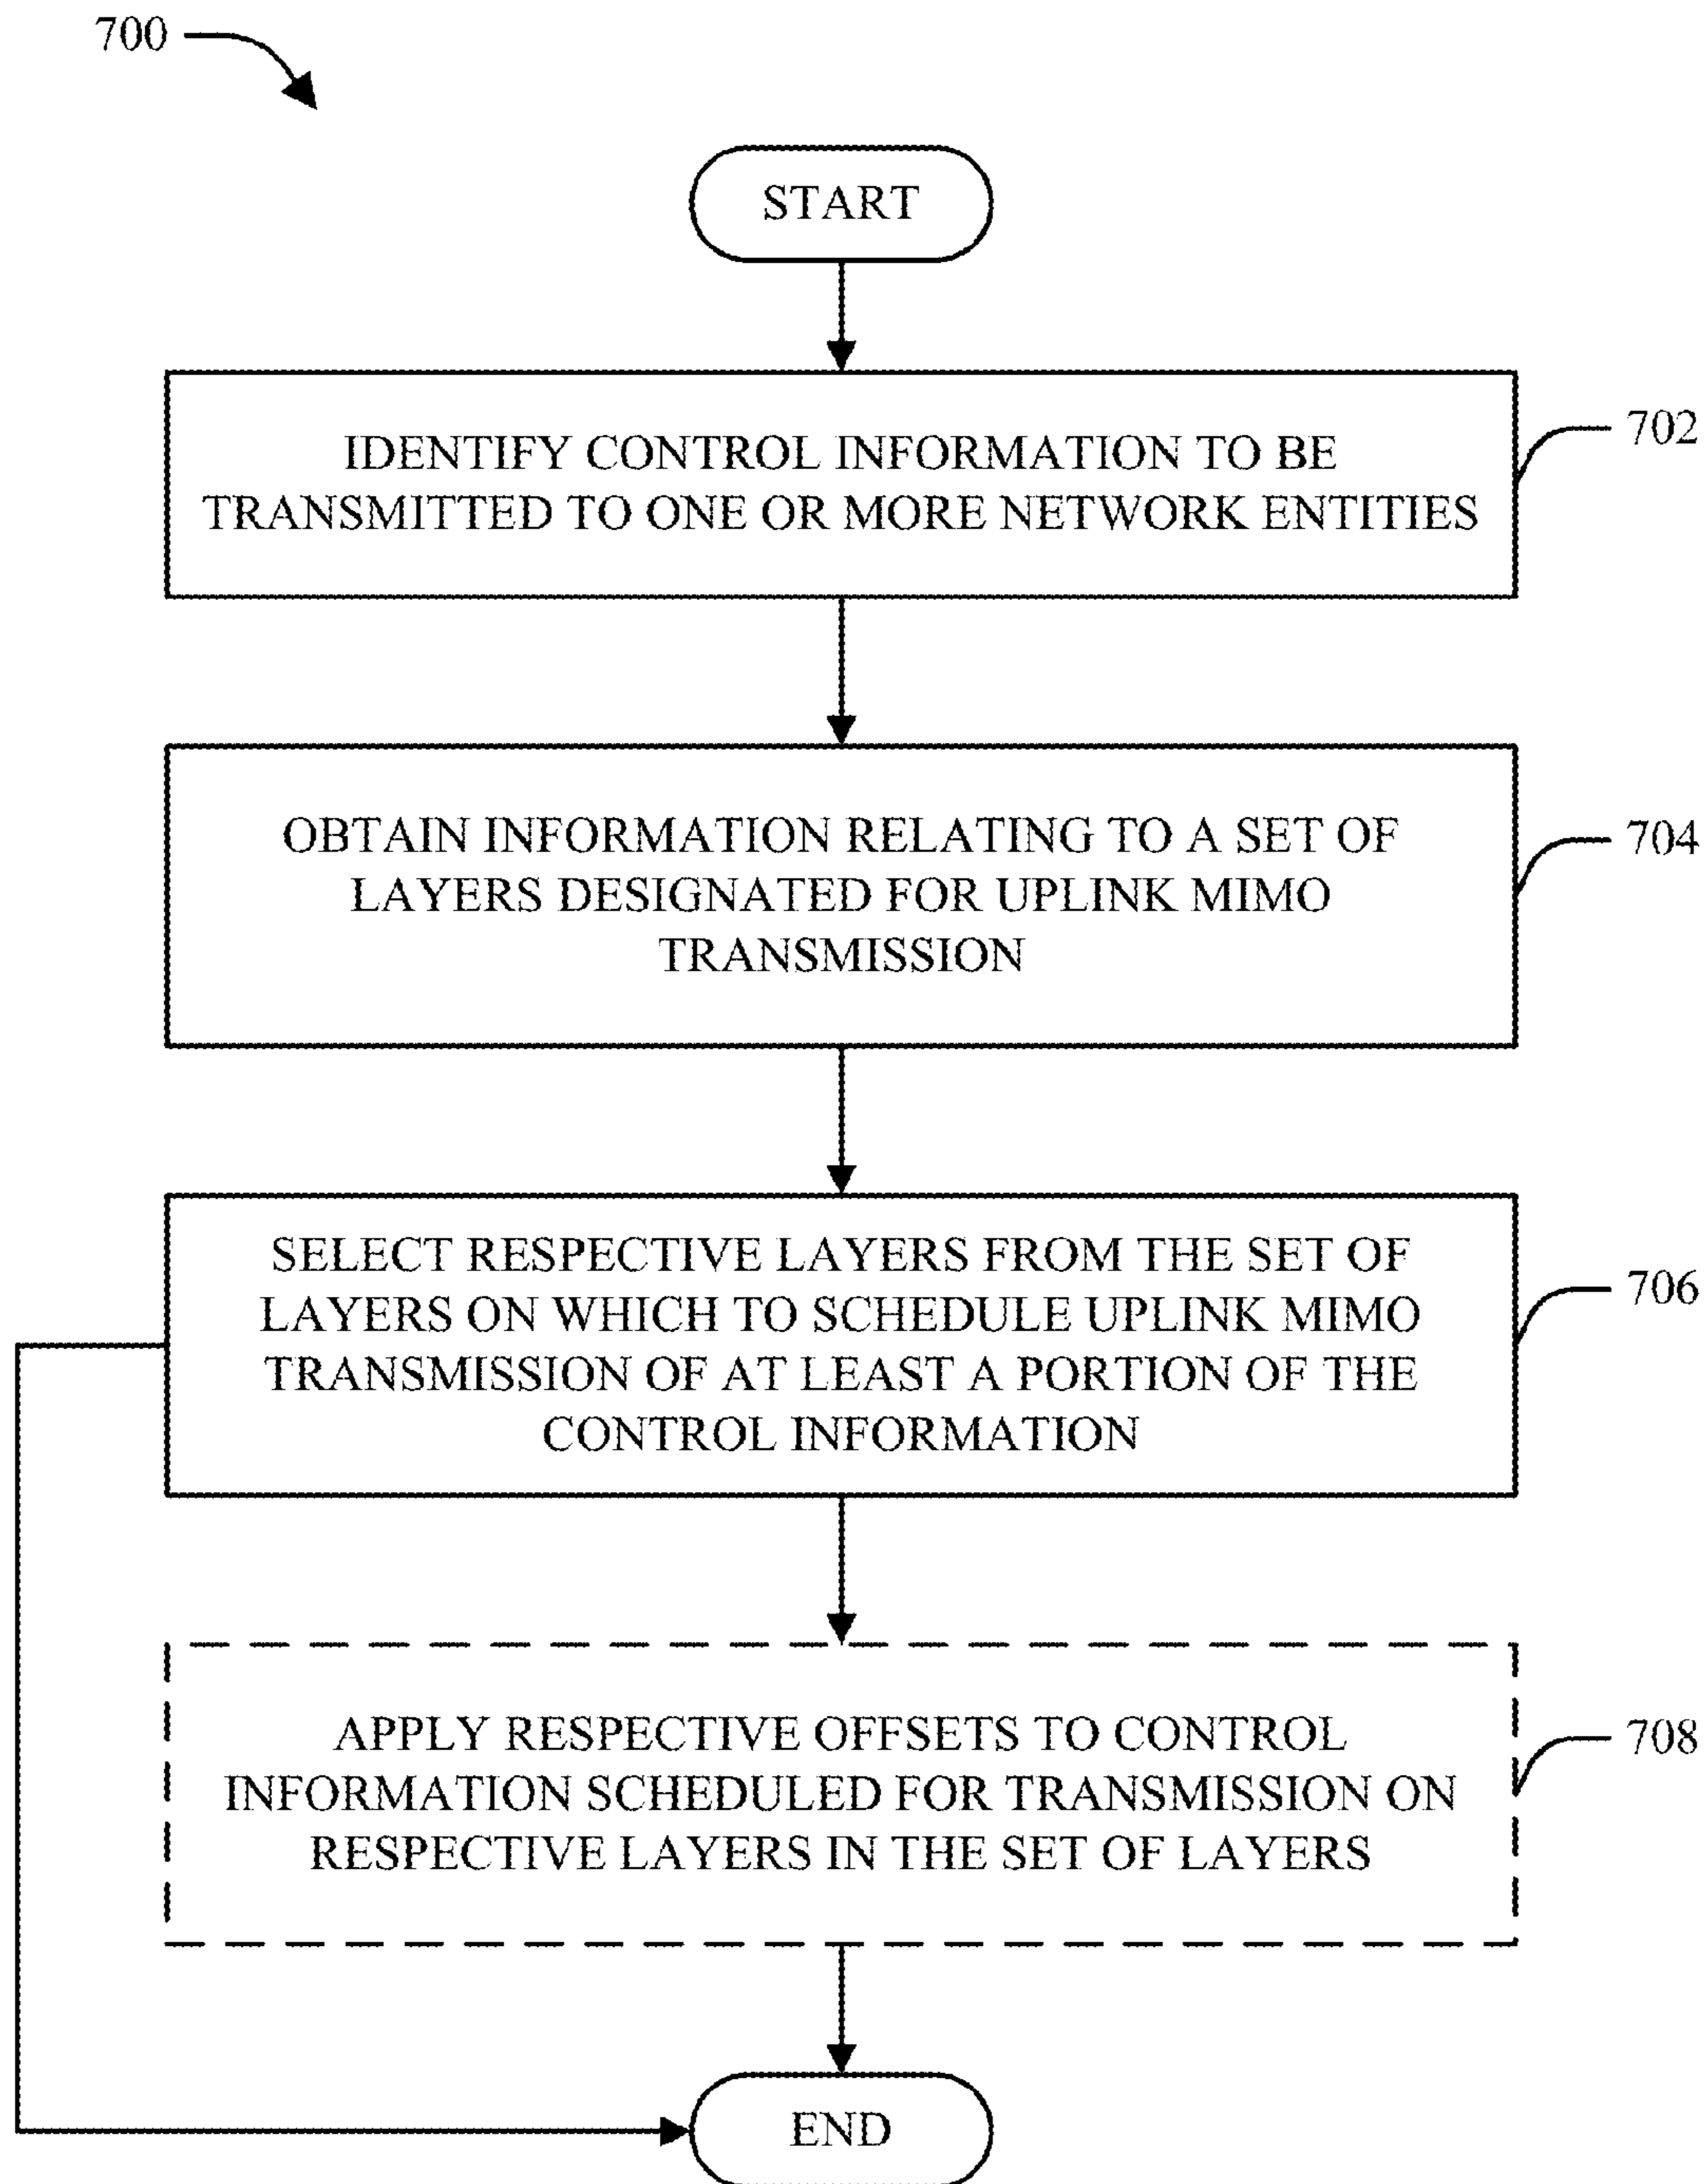 700
START
IDENTIFY CONTROL INFORMATION TO BE
TRANSMITTED TO ONE OR MORE NETWORK ENTITIES
702
OBTAIN INFORMATION RELATING TO A SET OF
LAYERS DESIGNATED FOR UPLINK MIMO
TRANSMISSION
704
SELECT RESPECTIVE LAYERS FROM THE SET OF
LAYERS ON WHICH TO SCHEDULE UPLINK MIMO
TRANSMISSION OF AT LEAST A PORTION OF THE
CONTROL INFORMATION
706
APPLY RESPECTIVE OFFSETS TO CONTROL
INFORMATION SCHEDULED FOR TRANSMISSION ON
RESPECTIVE LAYERS IN THE SET OF LAYERS
708
END